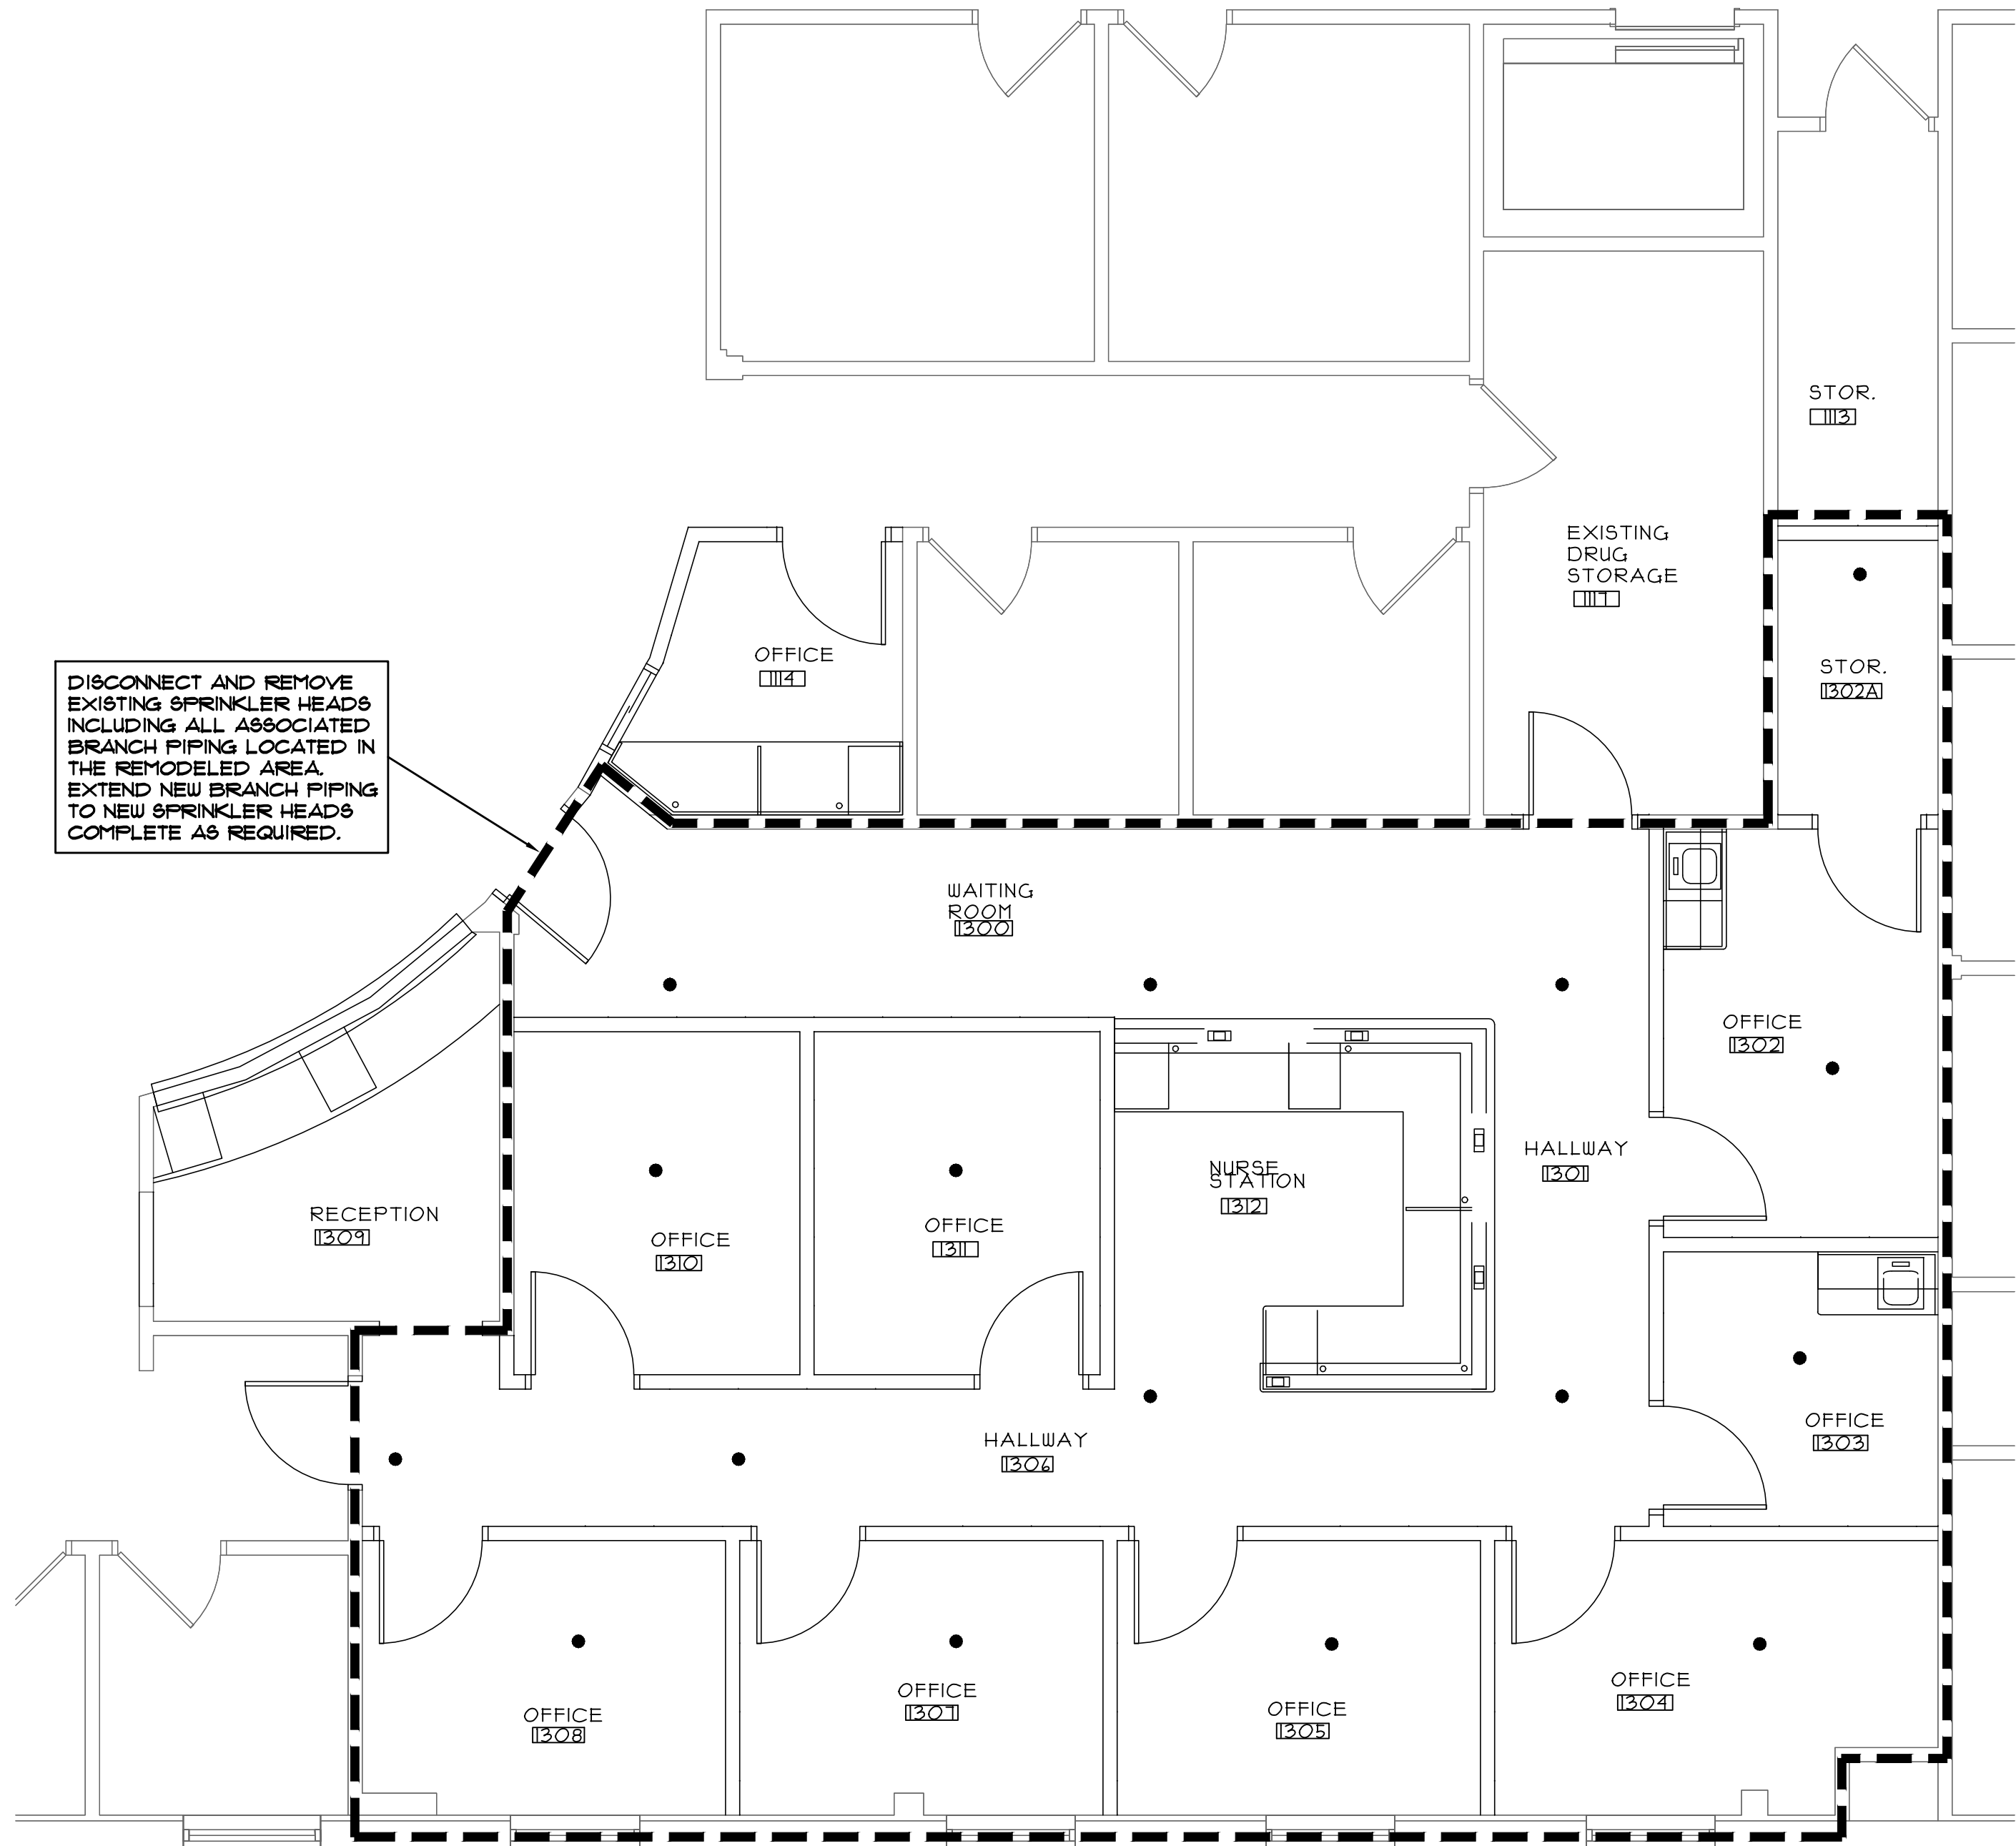 STOR.
1113
EXISTING
DRUG
STORAGE
1117
OFFICE
1114
STOR.
1302A
DISCONNECT AND REMOVE
EXISTING SPRINKLER HEADS
INCLUDING ALL ASSOCIATED
BRANCH PIPING LOCATED IN
THE REMODELED AREA.
EXTEND NEW BRANCH PIPING
TO NEW SPRINKLER HEADS
COMPLETE AS REQUIRED.
WAITING
ROOM
1300
OFFICE
1302
HALLWAY
1301
NURSE
STATION
1312
RECEPTION
1309
OFFICE
1310
OFFICE
1311
OFFICE
1303
HALLWAY
1306
OFFICE
1308
OFFICE
1307
OFFICE
1305
OFFICE
1304